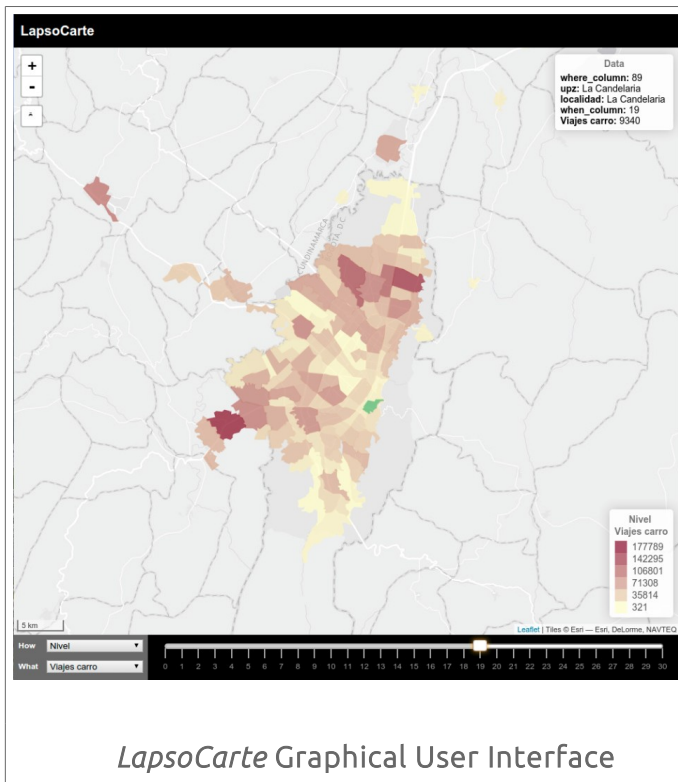 LapsoCarte
+
-
Data
where_column: 89
upz: La Candelaria
localidad: La Candelaria
when_column: 19
Viajes carro: 9340
CUNDINAMARCA
Nivel
Viajes carro
177789
142295
106801
71308
35814
321
5 km
Leaflet | Tiles © Esri — Esri, DeLorme, NAVTEQ
How Nivel
What Viajes carro
0 1 2 3 4 5 6 7 8 9 10 11 12 13 14 15 16 17 18 19 20 21 22 23 24 25 26 27 28 29 30
LapsoCarte Graphical User Interface